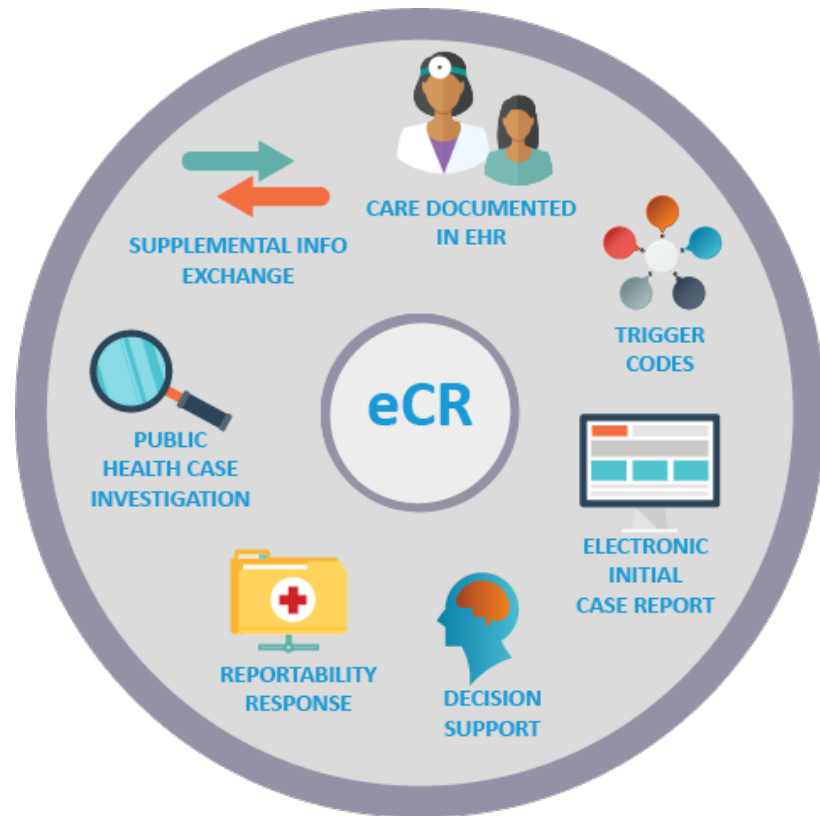 CARE DOCUMENTED
IN EHR
TRIGGER
CODES
ELECTRONIC
INITIAL
CASE REPORT
DECISION
SUPPORT
REPORTABILITY
RESPONSE
PUBLIC
HEALTH CASE
INVESTIGATION
SUPPLEMENTAL INFO
EXCHANGE
eCR